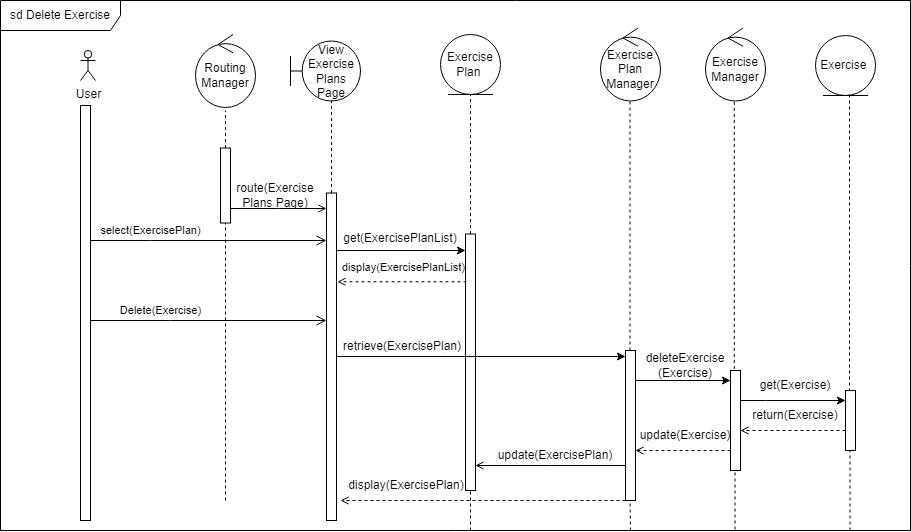 sd Delete Exercise
User
Routing
Manager
View
Exercise
Plans
Page
Exercise
Plan
Exercise
Plan
Manager
Exercise
Manager
Exercise
route(Exercise
Plans Page)
select(ExercisePlan)
get(ExercisePlanList)
display(ExercisePlanList)
Delete(Exercise)
retrieve(ExercisePlan)
deleteExercise
(Exercise)
get(Exercise)
return(Exercise)
update(Exercise)
update(ExercisePlan)
display(ExercisePlan)